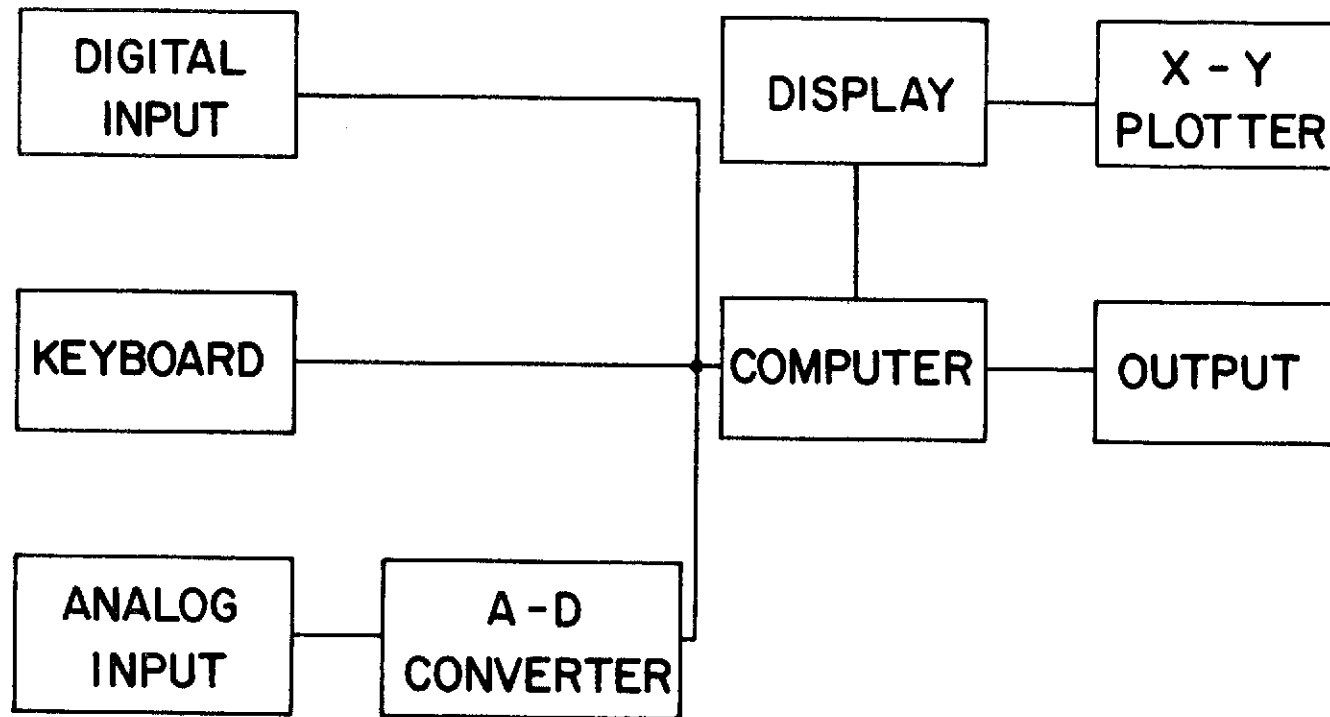 DIGITAL
INPUT
DISPLAY
X - Y
PLOTTER
KEYBOARD
COMPUTER
OUTPUT
ANALOG
INPUT
A - D
CONVERTER